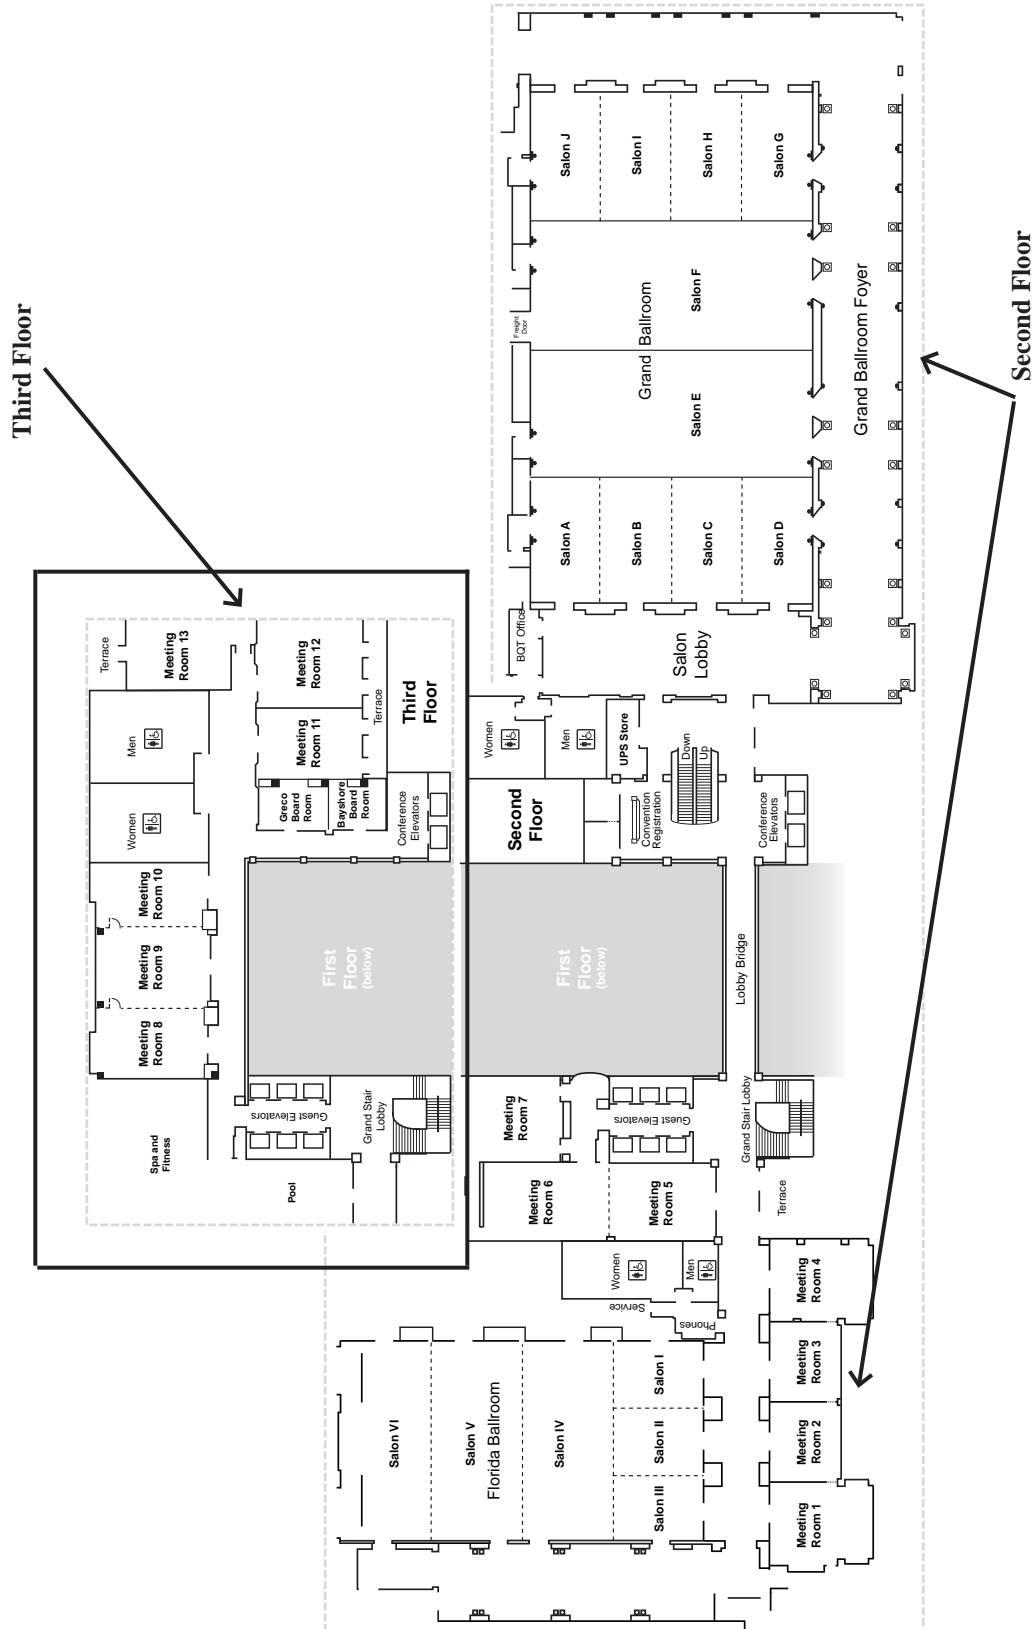 Third Floor
Second Floor
Terrace
Meeting
Room 13
Men
Women
Meeting
Room 10
Meeting
Room 9
Meeting
Room 8
Spa and
Fitness
Meeting
Room 12
Meeting
Room 11
Terrace
Third
Floor
Greco
Board
Room
Bayshore
Board
Room
Conference
Elevators
First
Floor
(below)
Guest Elevators
Grand Stair
Lobby
Pool
Salon J
Salon I
Salon H
Salon G
Salon F
Grand Ballroom
Freight
Door
Salon E
Salon A
Salon B
Salon C
Salon D
Grand Ballroom Foyer
BQT Office
Salon
Lobby
Women
Men
UPS Store
Down
Up
Second
Floor
Convention
Registration
Conference
Elevators
First
Floor
(below)
Lobby Bridge
Meeting
Room 7
Guest Elevators
Grand Stair Lobby
Meeting
Room 6
Meeting
Room 5
Terrace
Women
Men
Service
Phones
Salon VI
Salon V
Florida Ballroom
Salon IV
Salon I
Salon II
Salon III
Meeting
Room 4
Meeting
Room 3
Meeting
Room 2
Meeting
Room 1